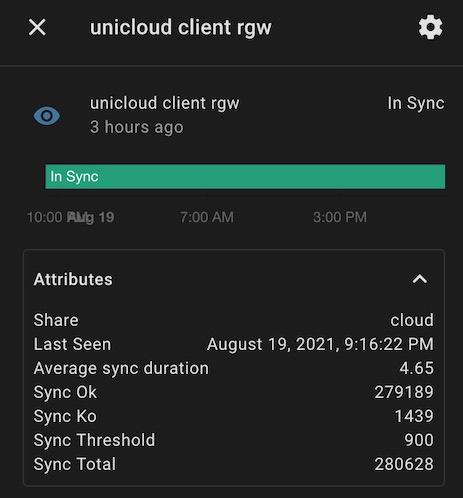 unicloud client rgw
unicloud client rgw In Sync
3 hours ago
In Sync
10:00 PM Aug 19 7:00 AM 3:00 PM
Attributes
Share cloud
Last Seen August 19, 2021, 9:16:22 PM
Average sync duration 4.65
Sync Ok 279189
Sync Ko 1439
Sync Threshold 900
Sync Total 280628